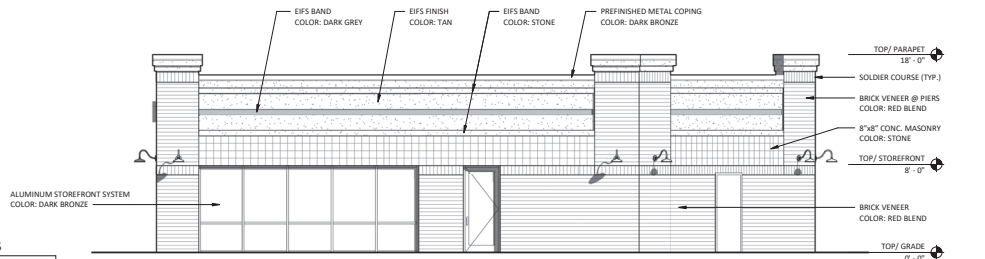 EIFS BAND
COLOR: DARK GREY
EIFS FINISH
COLOR: TAN
EIFS BAND
COLOR: STONE
PREFINISHED METAL COPING
COLOR: DARK BRONZE
TOP/ PARAPET
18' - 0"
SOLDIER COURSE (TYP.)
BRICK VENEER @ PIERS
COLOR: RED BLEND
8"x8" CONC. MASONRY
COLOR: STONE
TOP/ STOREFRONT
8' - 0"
ALUMINUM STOREFRONT SYSTEM
COLOR: DARK BRONZE
BRICK VENEER
COLOR: RED BLEND
TOP/ GRADE
0' - 0"